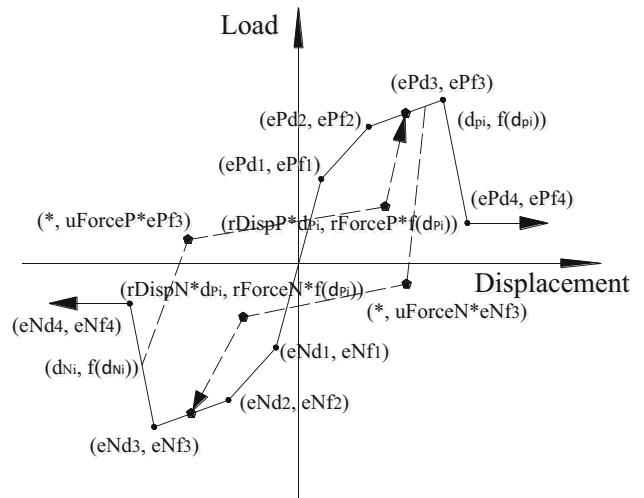 Load
(ePd3, ePf3)
(ePd2, ePf2)
(dpi, f(dpi))
(ePd1, ePf1)
(ePd4, ePf4)
(*, uForceP*ePf3)
(rDispP*dPi, rForceP*f(dPi))
Displacement
(rDispN*dPi, rForceN*f(dPi))
(*, uForceN*eNf3)
(eNd4, eNf4)
(eNd1, eNf1)
(dNi, f(dNi))
(eNd2, eNf2)
(eNd3, eNf3)